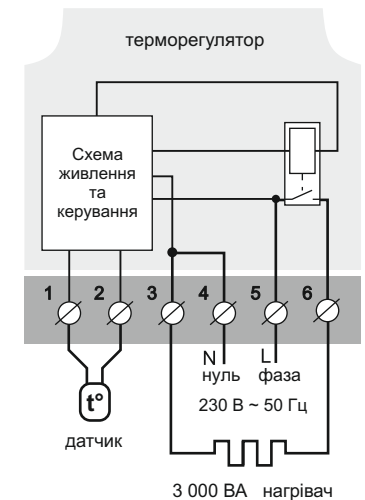 терморегулятор
Схема
живлення
та
керування
1 2 3 4 5 6
N L
нуль фаза
230 В ~ 50 Гц
t°
датчик
3 000 ВА нагрівач